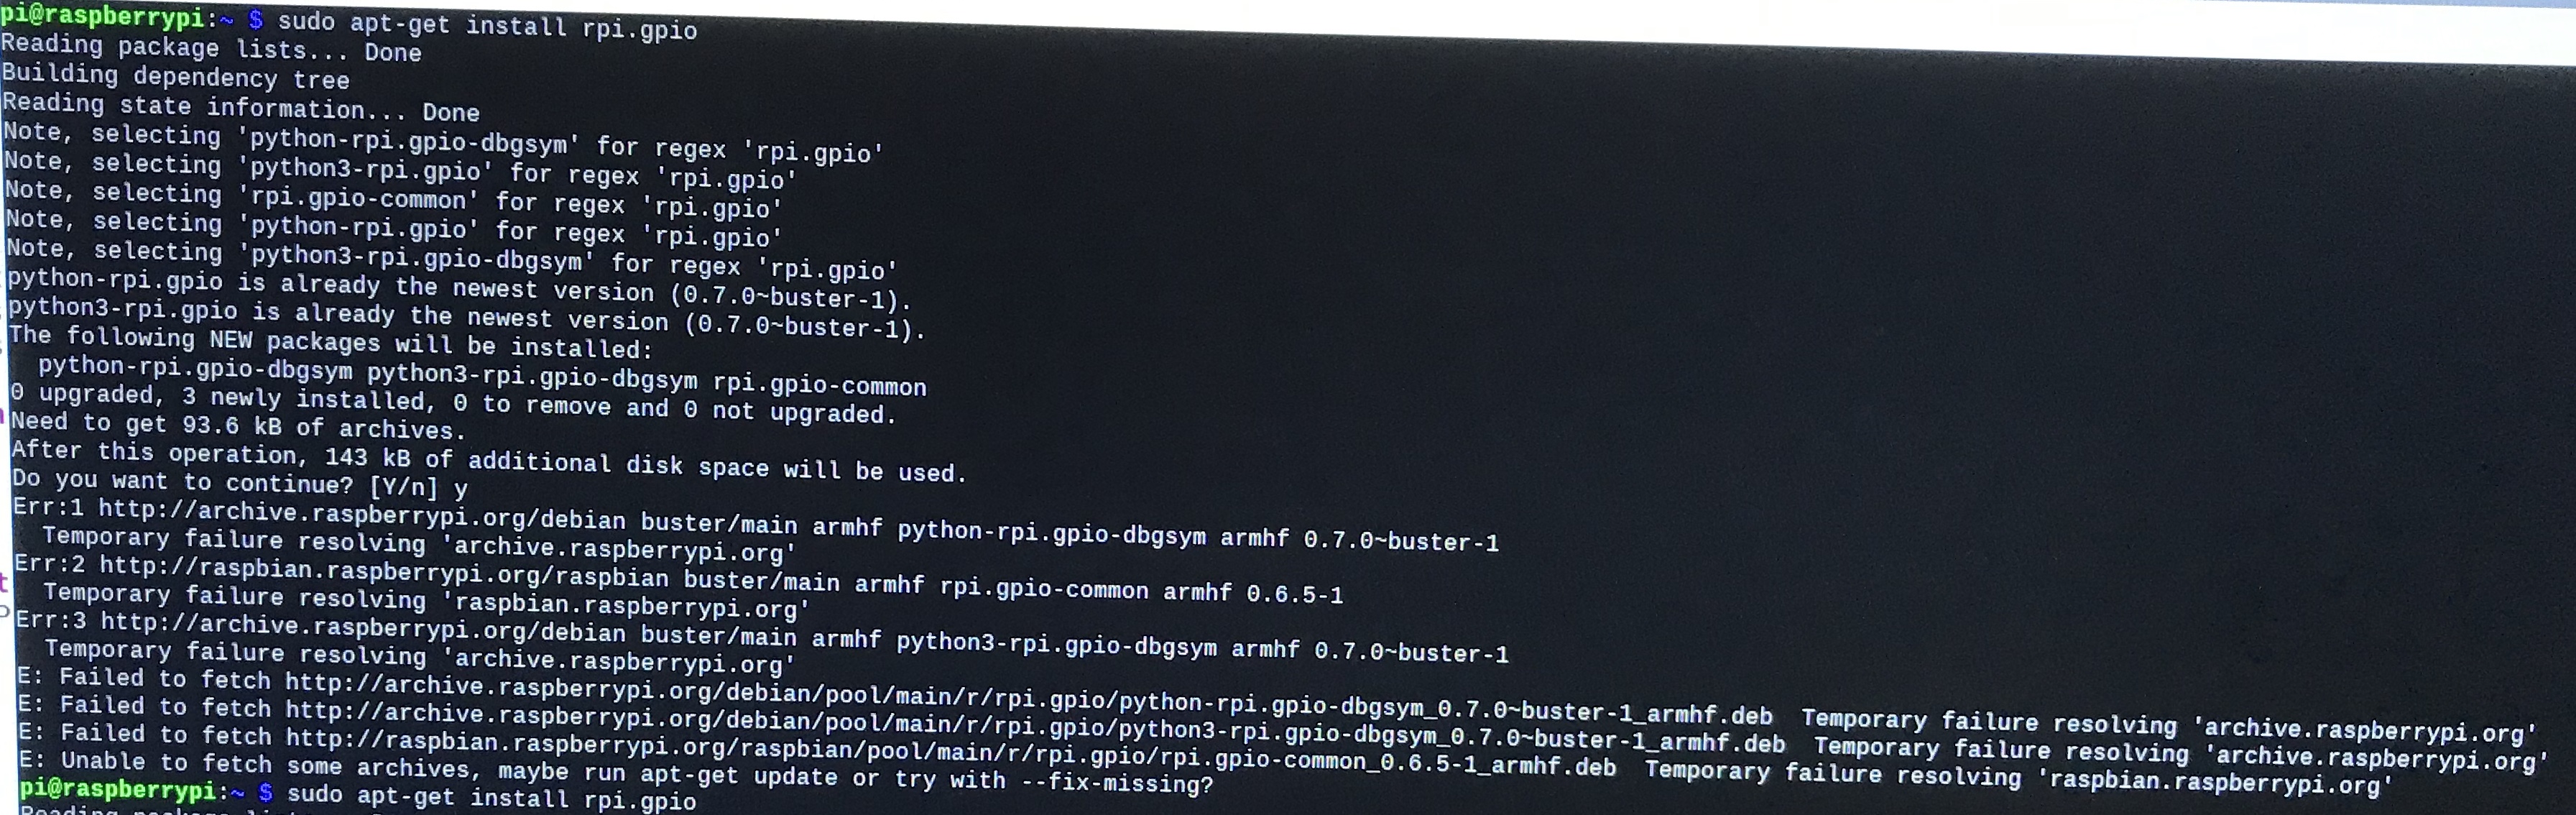 pi@raspberrypi:~ $ sudo apt-get install rpi.gpio
Reading package lists... Done
Building dependency tree
Reading state information... Done
Note, selecting 'python-rpi.gpio-dbgsym' for regex 'rpi.gpio'
Note, selecting 'python3-rpi.gpio' for regex 'rpi.gpio'
Note, selecting 'rpi.gpio-common' for regex 'rpi.gpio'
Note, selecting 'python-rpi.gpio' for regex 'rpi.gpio'
Note, selecting 'python3-rpi.gpio-dbgsym' for regex 'rpi.gpio'
python-rpi.gpio is already the newest version (0.7.0~buster-1).
python3-rpi.gpio is already the newest version (0.7.0~buster-1).
The following NEW packages will be installed:
  python-rpi.gpio-dbgsym python3-rpi.gpio-dbgsym rpi.gpio-common
0 upgraded, 3 newly installed, 0 to remove and 0 not upgraded.
Need to get 93.6 kB of archives.
After this operation, 143 kB of additional disk space will be used.
Do you want to continue? [Y/n] y
Err:1 http://archive.raspberrypi.org/debian buster/main armhf python-rpi.gpio-dbgsym armhf 0.7.0~buster-1
  Temporary failure resolving 'archive.raspberrypi.org'
Err:2 http://raspbian.raspberrypi.org/raspbian buster/main armhf rpi.gpio-common armhf 0.6.5-1
  Temporary failure resolving 'raspbian.raspberrypi.org'
Err:3 http://archive.raspberrypi.org/debian buster/main armhf python3-rpi.gpio-dbgsym armhf 0.7.0~buster-1
  Temporary failure resolving 'archive.raspberrypi.org'
E: Failed to fetch http://archive.raspberrypi.org/debian/pool/main/r/rpi.gpio/python-rpi.gpio-dbgsym_0.7.0~buster-1_armhf.deb  Temporary failure resolving 'archive.raspberrypi.org'
E: Failed to fetch http://archive.raspberrypi.org/debian/pool/main/r/rpi.gpio/python3-rpi.gpio-dbgsym_0.7.0~buster-1_armhf.deb  Temporary failure resolving 'archive.raspberrypi.org'
E: Failed to fetch http://raspbian.raspberrypi.org/raspbian/pool/main/r/rpi.gpio/rpi.gpio-common_0.6.5-1_armhf.deb  Temporary failure resolving 'raspbian.raspberrypi.org'
E: Unable to fetch some archives, maybe run apt-get update or try with --fix-missing?
pi@raspberrypi:~ $ sudo apt-get install rpi.gpio